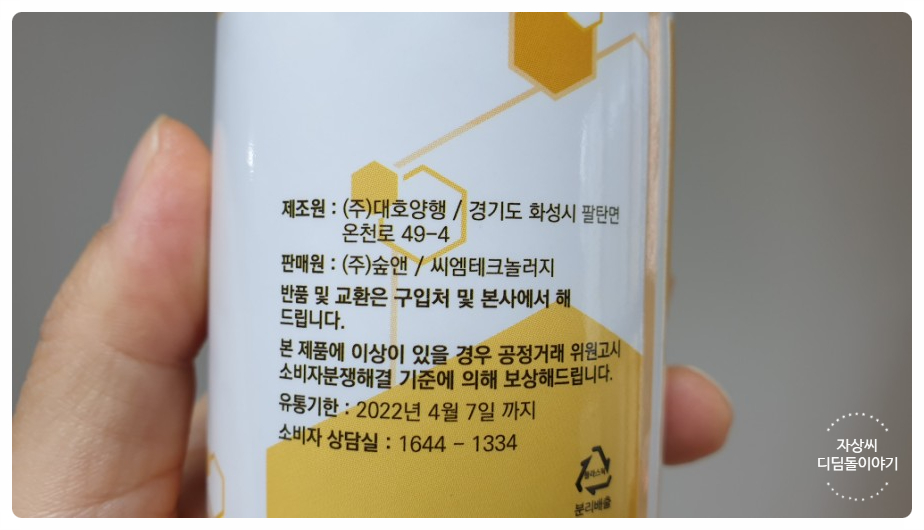 제조원 : (주)대호양행 / 경기도 화성시 팔탄면
온천로 49-4
판매원 : (주)숲앤 / 씨엠테크놀러지
반품 및 교환은 구입처 및 본사에서 해
드립니다.
본 제품에 이상이 있을 경우 공정거래 위원고시
소비자분쟁해결 기준에 의해 보상해드립니다.
유통기한 : 2022년 4월 7일 까지
소비자 상담실 : 1644 - 1334
플라스틱
분리배출
자상씨
디딤돌이야기